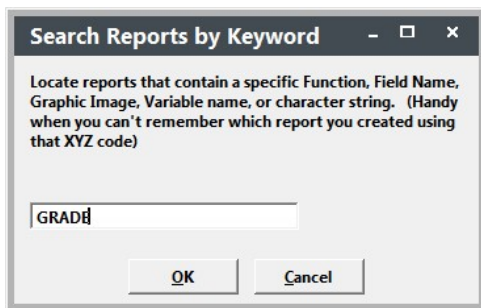 Search Reports by Keyword
Locate reports that contain a specific Function, Field Name,
Graphic Image, Variable name, or character string.   (Handy
when you can't remember which report you created using
that XYZ code)
GRADE
OK
Cancel